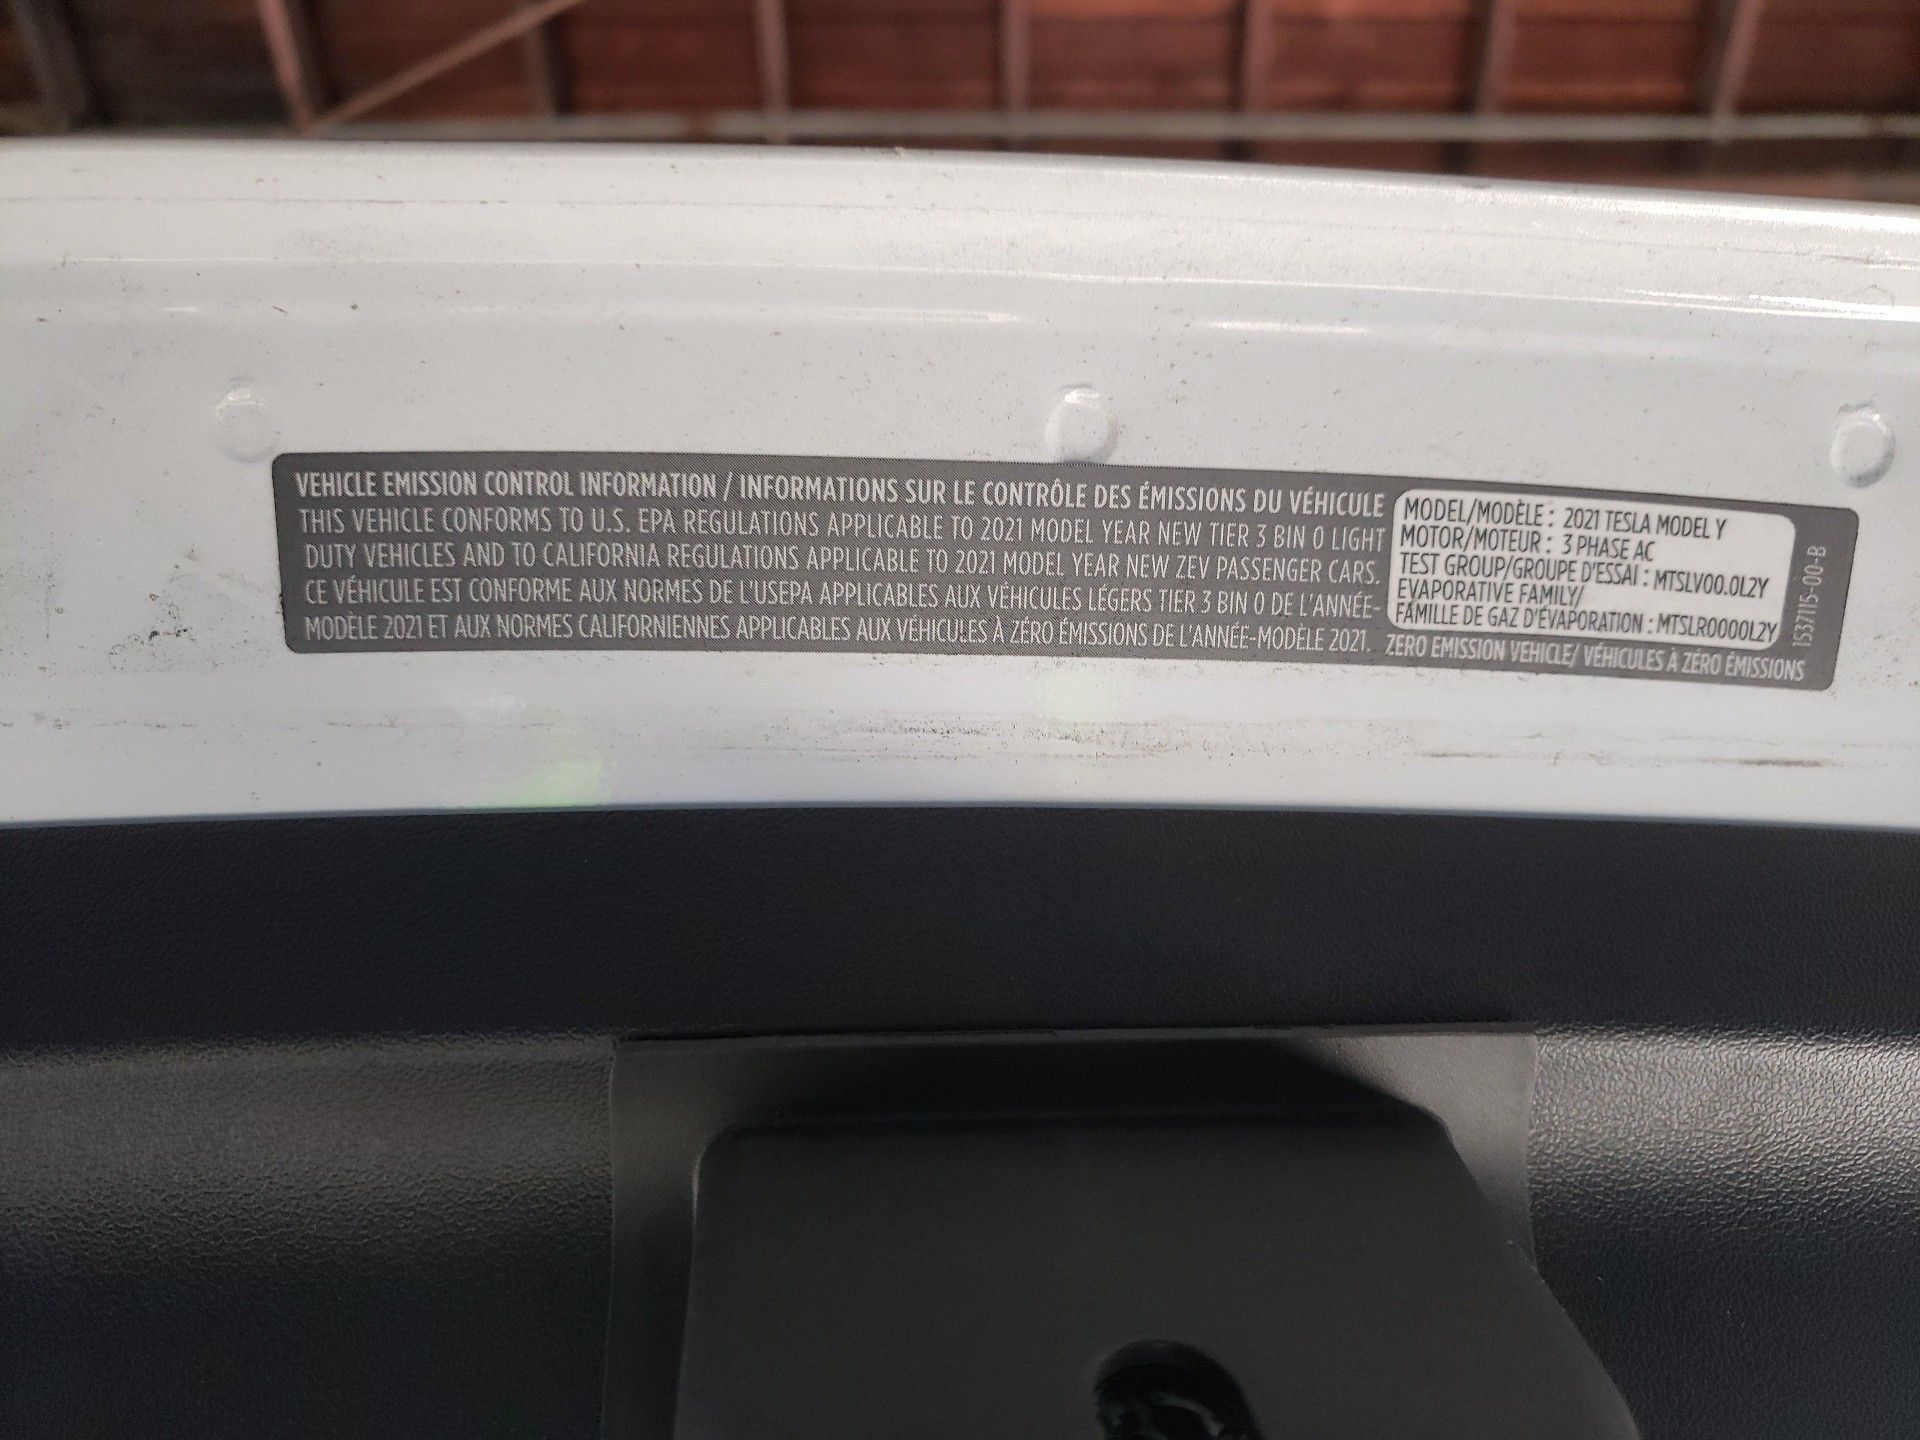 VEHICLE EMISSION CONTROL INFORMATION / INFORMATIONS SUR LE CONTRÔLE DES ÉMISSIONS DU VÉHICULE
THIS VEHICLE CONFORMS TO U.S. EPA REGULATIONS APPLICABLE TO 2021 MODEL YEAR NEW TIER 3 BIN 0 LIGHT
DUTY VEHICLES AND TO CALIFORNIA REGULATIONS APPLICABLE TO 2021 MODEL YEAR NEW ZEV PASSENGER CARS.
CE VÉHICULE EST CONFORME AUX NORMES DE L'USEPA APPLICABLES AUX VÉHICULES LÉGERS TIER 3 BIN 0 DE L'ANNÉE-
MODÈLE 2021 ET AUX NORMES CALIFORNIENNES APPLICABLES AUX VÉHICULES À ZÉRO ÉMISSIONS DE L'ANNÉE-MODÈLE 2021.
MODEL/MODÈLE : 2021 TESLA MODEL Y
MOTOR/MOTEUR : 3 PHASE AC
TEST GROUP/GROUPE D'ESSAI : MTSLV00.0L2Y
EVAPORATIVE FAMILY/
FAMILLE DE GAZ D'ÉVAPORATION : MTSLR0000L2Y
ZERO EMISSION VEHICLE/ VÉHICULES À ZÉRO ÉMISSIONS
1537115-00-B